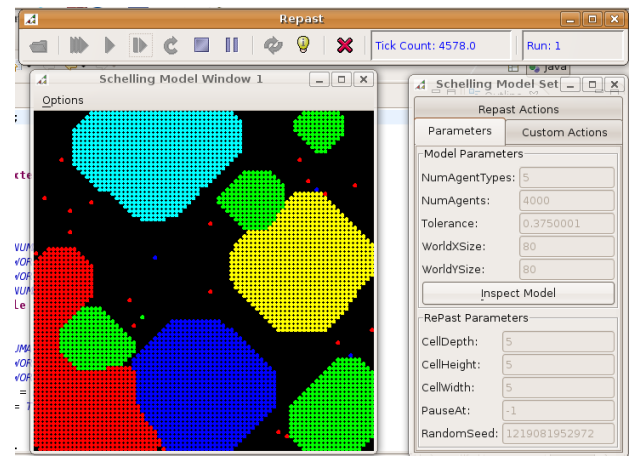 Repast
Tick Count: 4578.0
Run: 1
java
Schelling Model Window 1
Options
Schelling Model Set
Repast Actions
Parameters
Custom Actions
Model Parameters
NumAgentTypes: 5
NumAgents: 4000
Tolerance: 0.3750001
WorldXSize: 80
WorldYSize: 80
Inspect Model
RePast Parameters
CellDepth: 5
CellHeight: 5
CellWidth: 5
PauseAt: -1
RandomSeed: 1219081952972